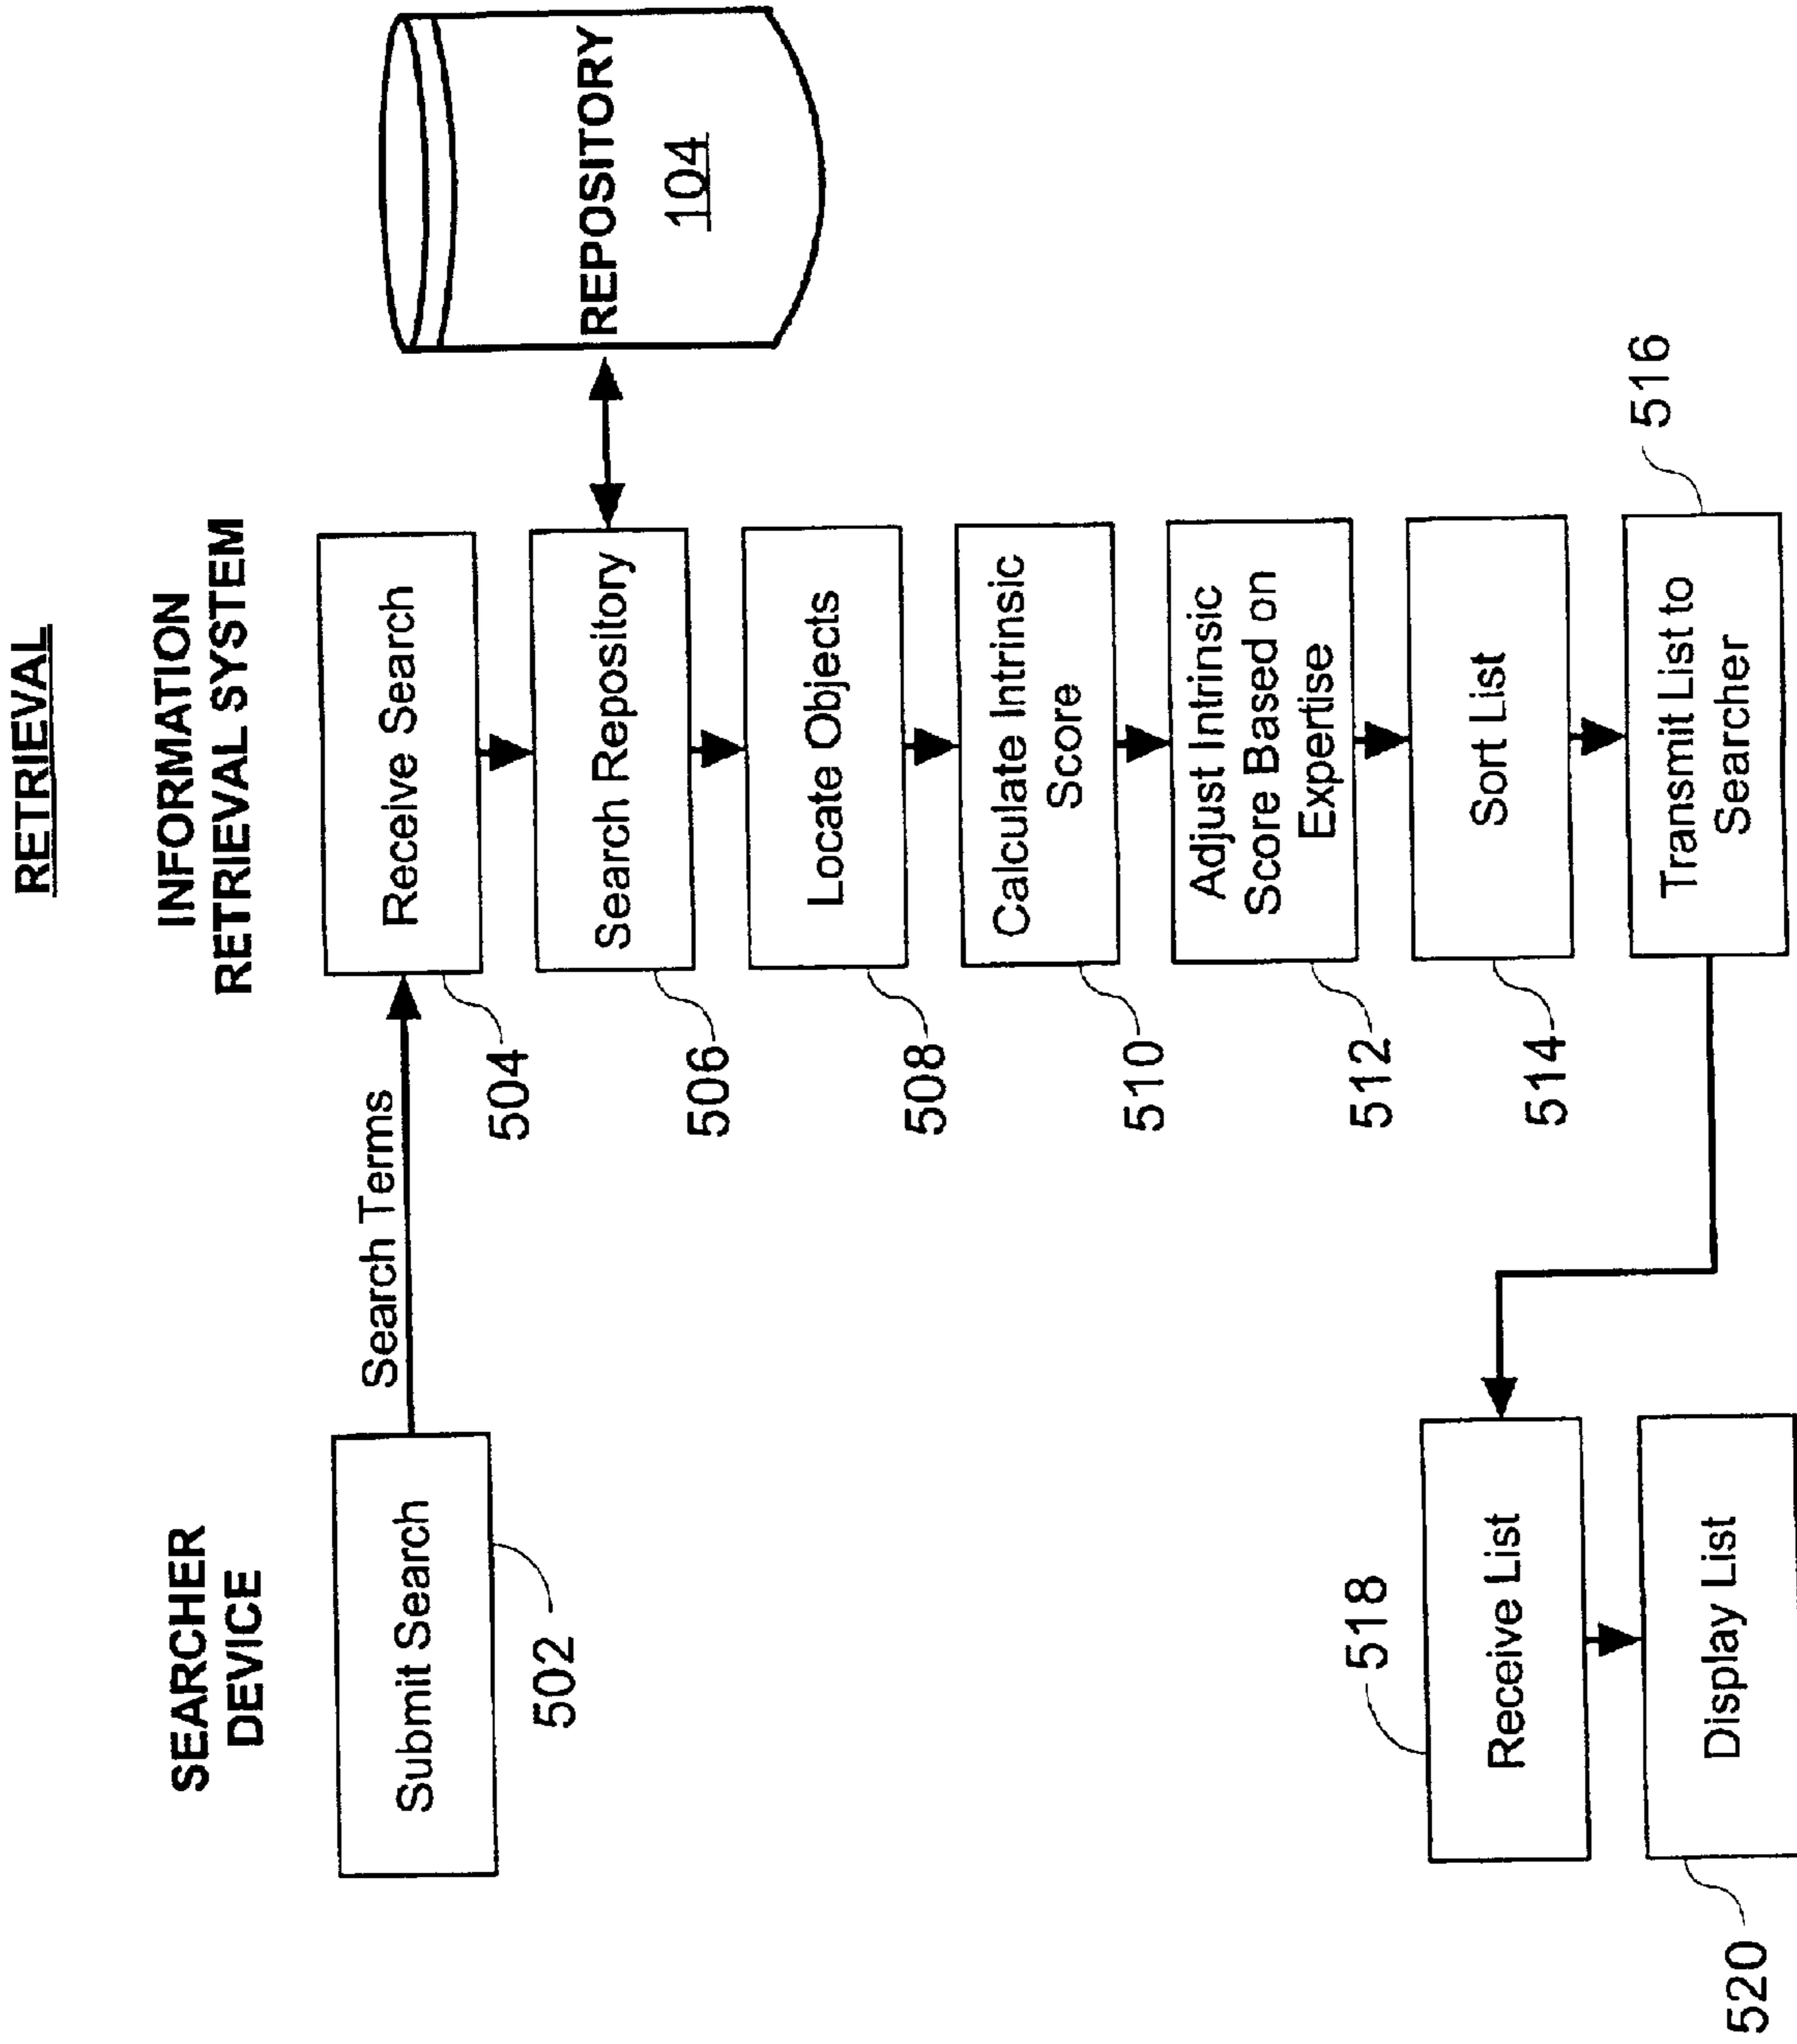 RETRIEVAL
SEARCHER
DEVICE
INFORMATION
RETRIEVAL SYSTEM
Submit Search
502
Search Terms
Receive Search
504
Search Repository
506
REPOSITORY
104
Locate Objects
508
Calculate Intrinsic
Score
510
Adjust Intrinsic
Score Based on
Expertise
512
Sort List
514
Transmit List to
Searcher
516
518
Receive List
Display List
520